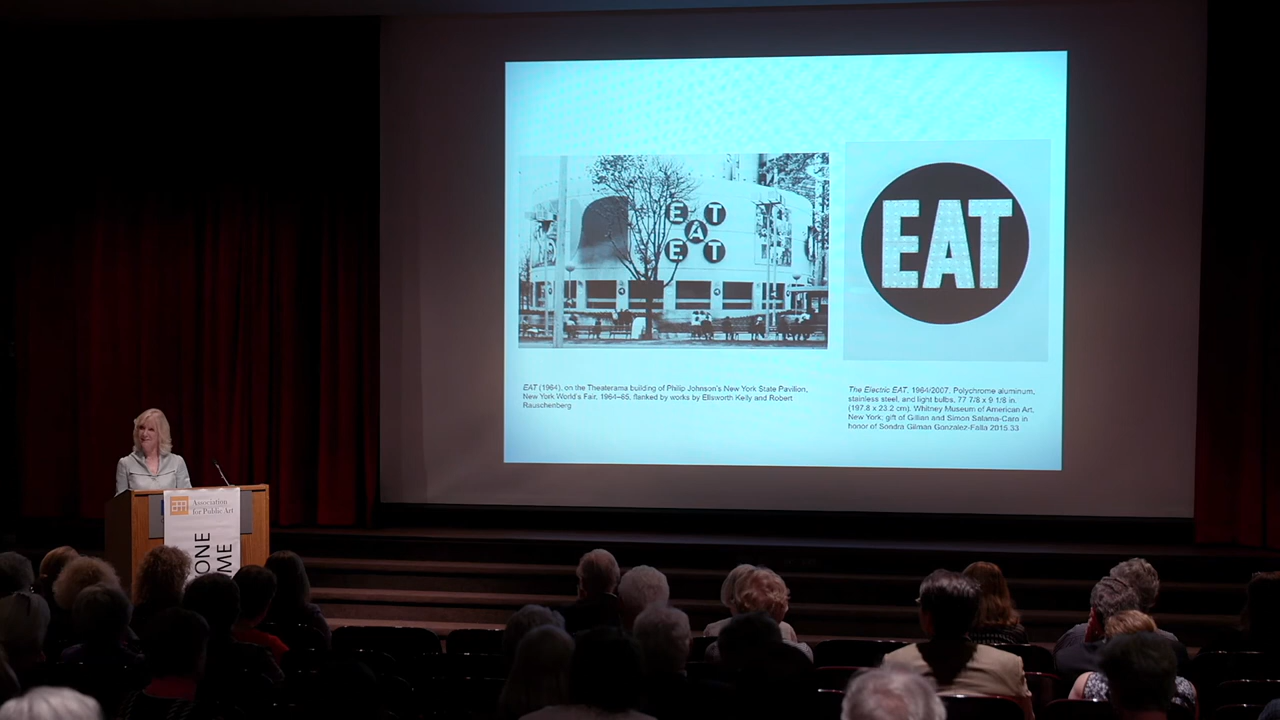 E T
A
E T
EAT
EAT (1964), on the Theaterama building of Philip Johnson's New York State Pavilion,
New York World's Fair, 1964–65, flanked by works by Ellsworth Kelly and Robert
Rauschenberg
The Electric EAT, 1964/2007, Polychrome aluminum,
stainless steel, and light bulbs, 77 7/8 x 9 1/8 in.
(197.8 x 23.2 cm). Whitney Museum of American Art,
New York; gift of Gillian and Simon Salama-Caro in
honor of Sondra Gilman Gonzalez-Falla 2015.33
Association
for Public Art
ONE
ME